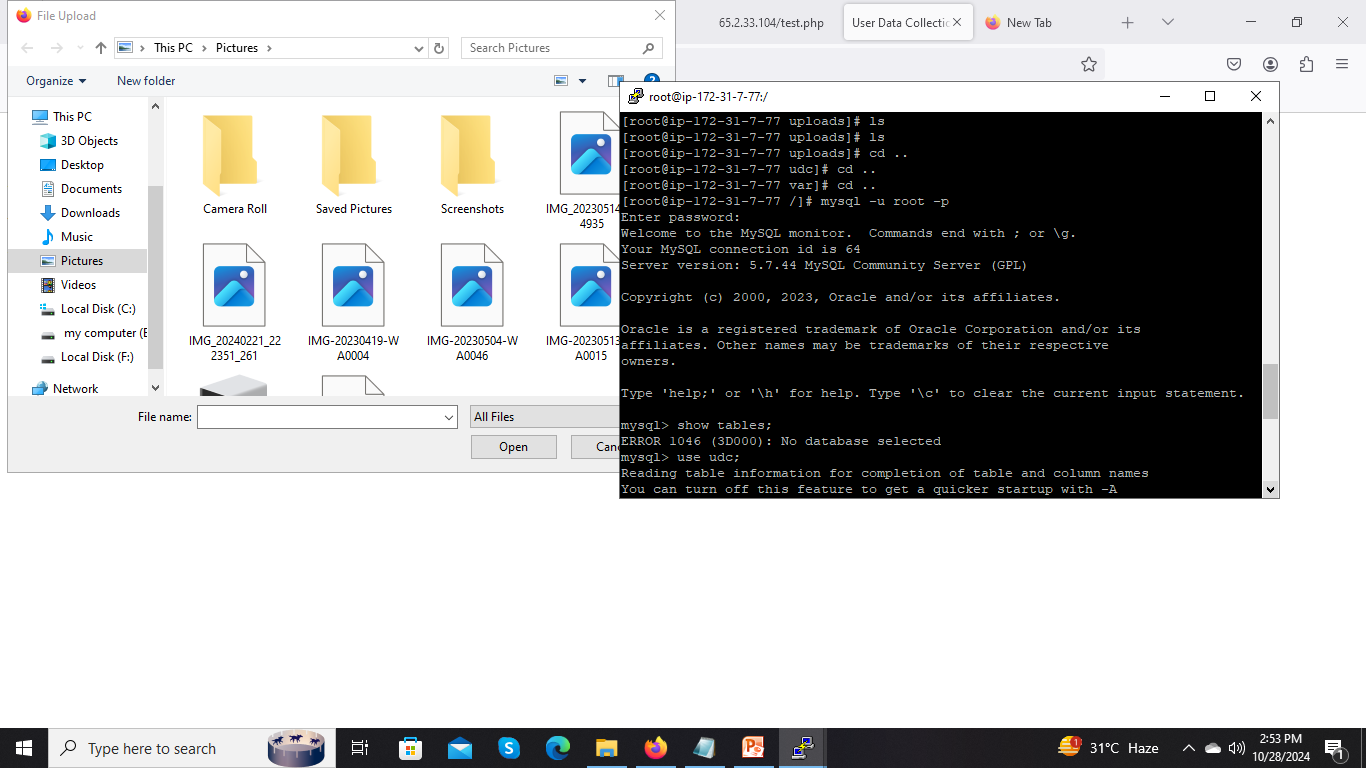 File Upload
65.2.33.104/test.php
User Data Collectio
New Tab
This PC
Pictures
Search Pictures
Organize
New folder
This PC
3D Objects
Desktop
Documents
Downloads
Music
Pictures
Videos
Local Disk (C:)
my computer (E
Local Disk (F:)
Network
Camera Roll
Saved Pictures
Screenshots
IMG_20230514
4935
IMG_20240221_22
2351_261
IMG-20230419-W
A0004
IMG-20230504-W
A0046
IMG-20230513
A0015
File name:
All Files
Open
Can
root@ip-172-31-7-77:/
[root@ip-172-31-7-77 uploads]# ls
[root@ip-172-31-7-77 uploads]# ls
[root@ip-172-31-7-77 uploads]# cd ..
[root@ip-172-31-7-77 udc]# cd ..
[root@ip-172-31-7-77 var]# cd ..
[root@ip-172-31-7-77 /]# mysql -u root -p
Enter password:
Welcome to the MySQL monitor.  Commands end with ; or \g.
Your MySQL connection id is 64
Server version: 5.7.44 MySQL Community Server (GPL)
Copyright (c) 2000, 2023, Oracle and/or its affiliates.
Oracle is a registered trademark of Oracle Corporation and/or its
affiliates. Other names may be trademarks of their respective
owners.
Type 'help;' or '\h' for help. Type '\c' to clear the current input statement.
mysql> show tables;
ERROR 1046 (3D000): No database selected
mysql> use udc;
Reading table information for completion of table and column names
You can turn off this feature to get a quicker startup with -A
Type here to search
31°C Haze
2:53 PM
10/28/2024
1